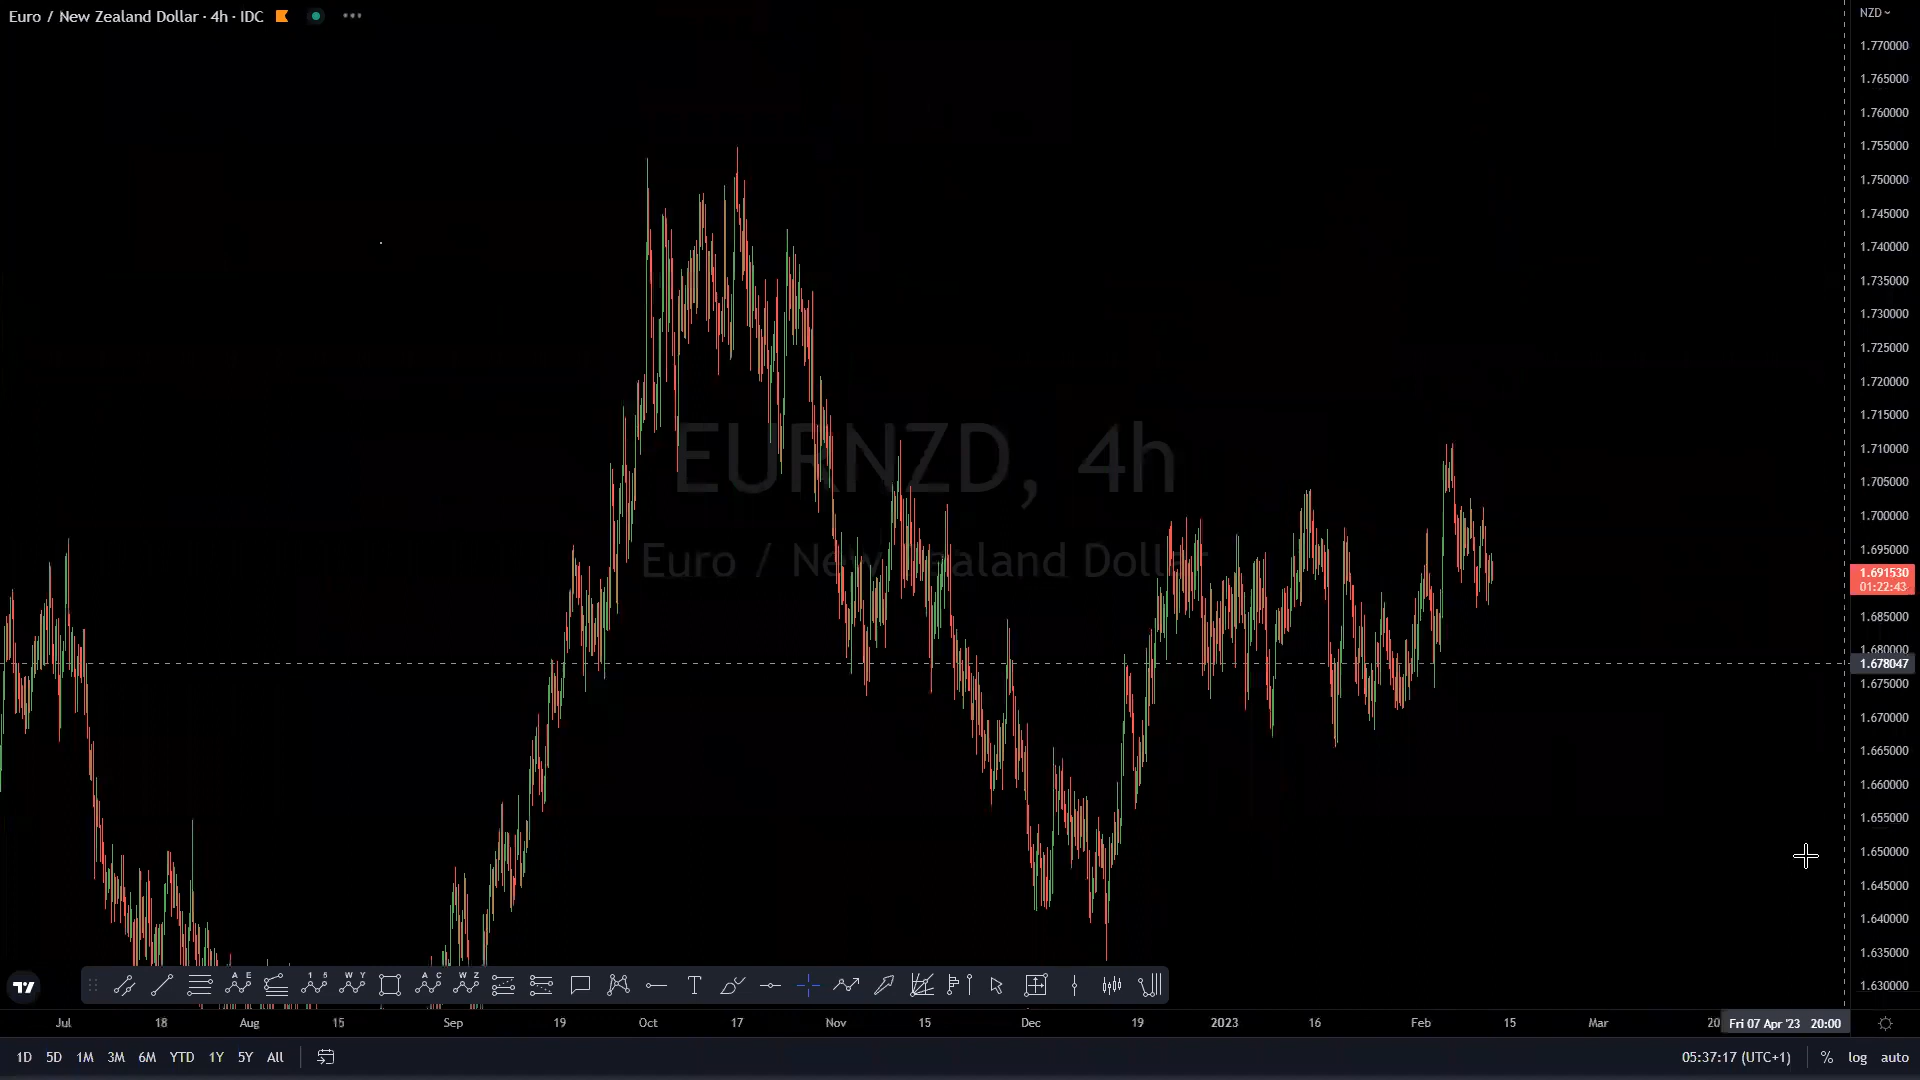 Euro / New Zealand Dollar · 4h · IDC
NZD
1.770000
1.765000
1.760000
1.755000
1.750000
1.745000
1.740000
1.735000
1.730000
1.725000
1.720000
1.715000
1.710000
1.705000
1.700000
1.695000
1.691530
01:22:43
1.685000
1.680000
1.678047
1.675000
1.670000
1.665000
1.660000
1.655000
1.650000
1.645000
1.640000
1.635000
1.630000
EURNZD, 4h
Euro / New Zealand Dollar
A E
1 5
W Y
A C
W Z
T
Jul 18 Aug 15 Sep 19 Oct 17 Nov 15 Dec 19 2023 16 Feb 15 Mar 20 Fri 07 Apr '23 20:00
1D 5D 1M 3M 6M YTD 1Y 5Y All 05:37:17 (UTC+1) % log auto